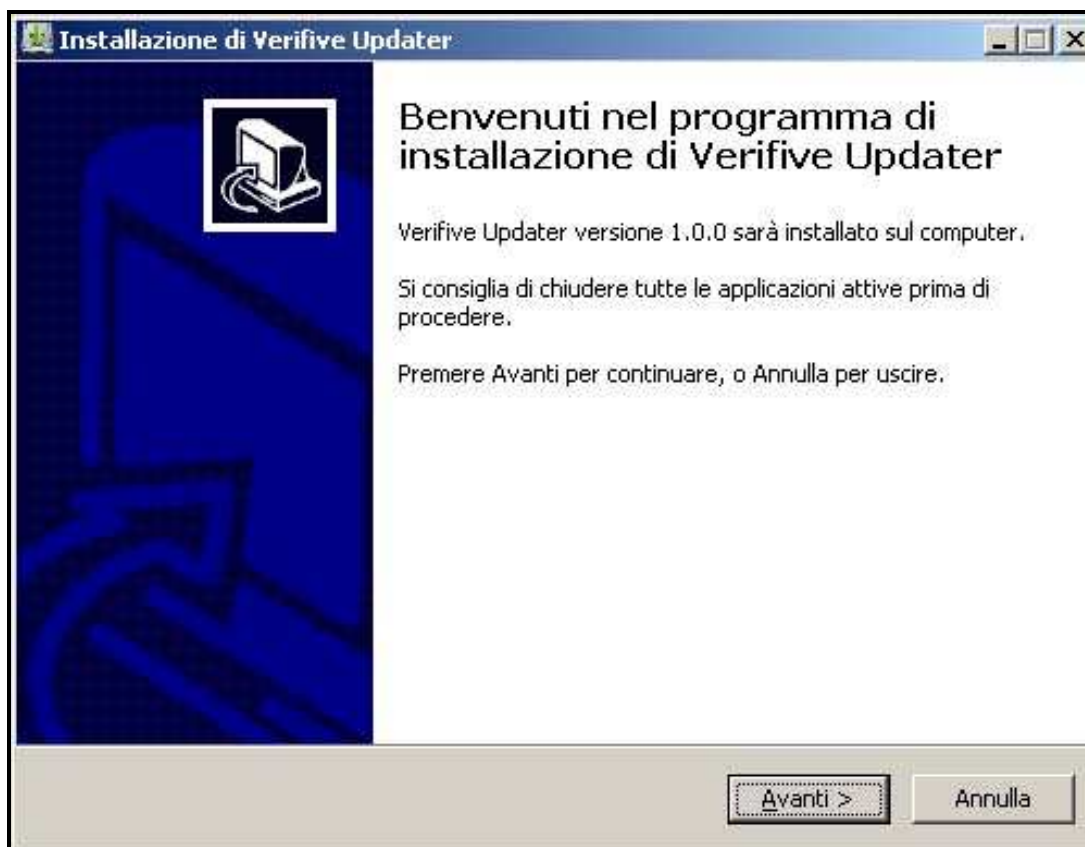 Installazione di Verifive Updater
Benvenuti nel programma di
installazione di Verifive Updater
Verifive Updater versione 1.0.0 sarà installato sul computer.
Si consiglia di chiudere tutte le applicazioni attive prima di
procedere.
Premere Avanti per continuare, o Annulla per uscire.
Avanti >
Annulla